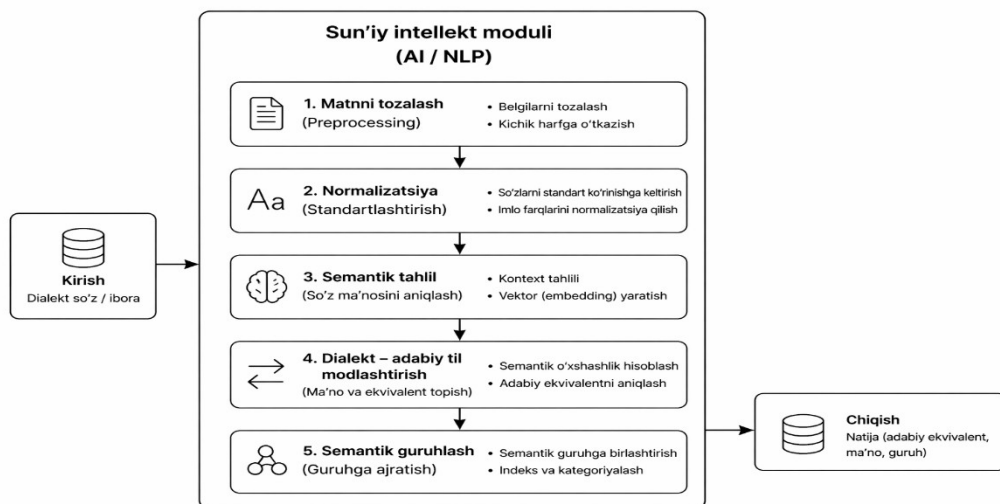 Sun'iy intellekt moduli
(AI / NLP)
1. Matnni tozalash
(Preprocessing)
• Belgilarni tozalash
• Kichik harfga o'tkazish
Aa
2. Normalizatsiya
(Standartlashtirish)
• So'zlarni standart ko'rinishga keltirish
• Imlo farqlarini normalizatsiya qilish
Kirish
Dialekt so'z / ibora
3. Semantik tahlil
(So'z ma'nosini aniqlash)
• Kontext tahlili
• Vektor (embedding) yaratish
4. Dialekt – adabiy til
modlashtirish
(Ma'no va ekvivalent topish)
• Semantik o'xshashlik hisoblash
• Adabiy ekvivalentni aniqlash
5. Semantik guruhlash
(Guruhga ajratish)
• Semantik guruhga birlashtirish
• Indeks va kategoriyalash
Chiqish
Natija (adabiy ekvivalent,
ma'no, guruh)